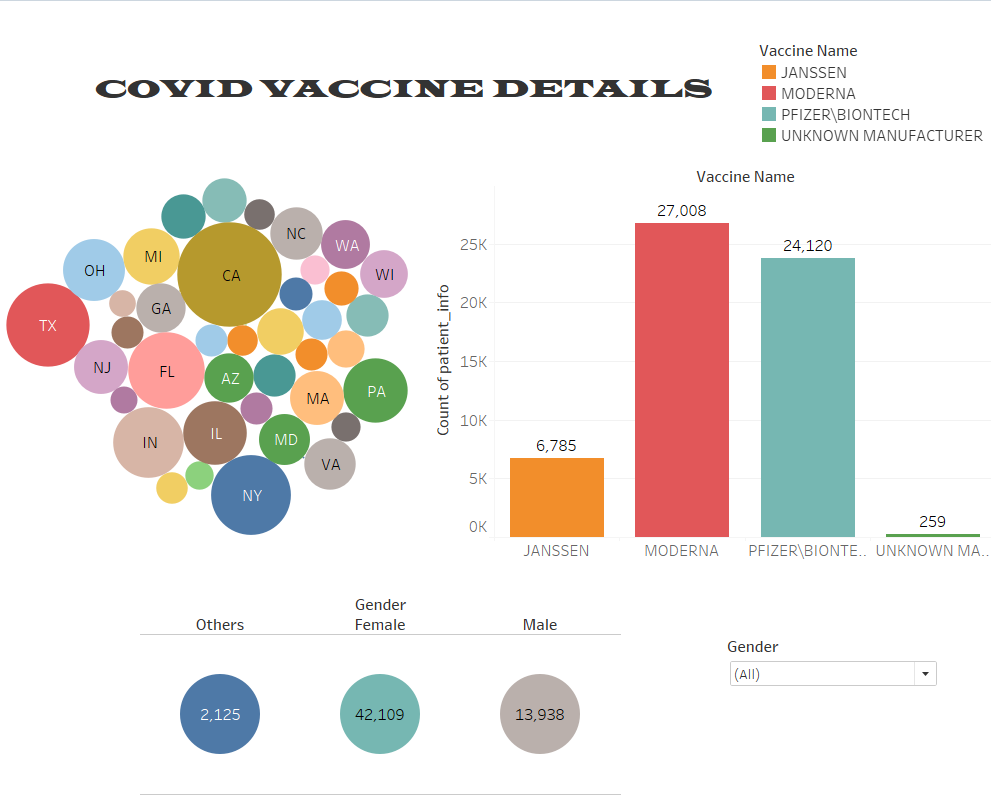 COVID VACCINE DETAILS
Vaccine Name
JANSSEN
MODERNA
PFIZER\BIONTECH
UNKNOWN MANUFACTURER
NC
WA
MI
CA
OH
WI
GA
TX
NJ
FL
AZ
PA
MA
IN
IL
MD
VA
NY
Vaccine Name
Count of patient_info
25K
20K
15K
10K
5K
0K
6,785
27,008
24,120
259
JANSSEN
MODERNA
PFIZER\BIONTE..
UNKNOWN MA..
Gender
Others
Female
Male
2,125
42,109
13,938
Gender
(All)